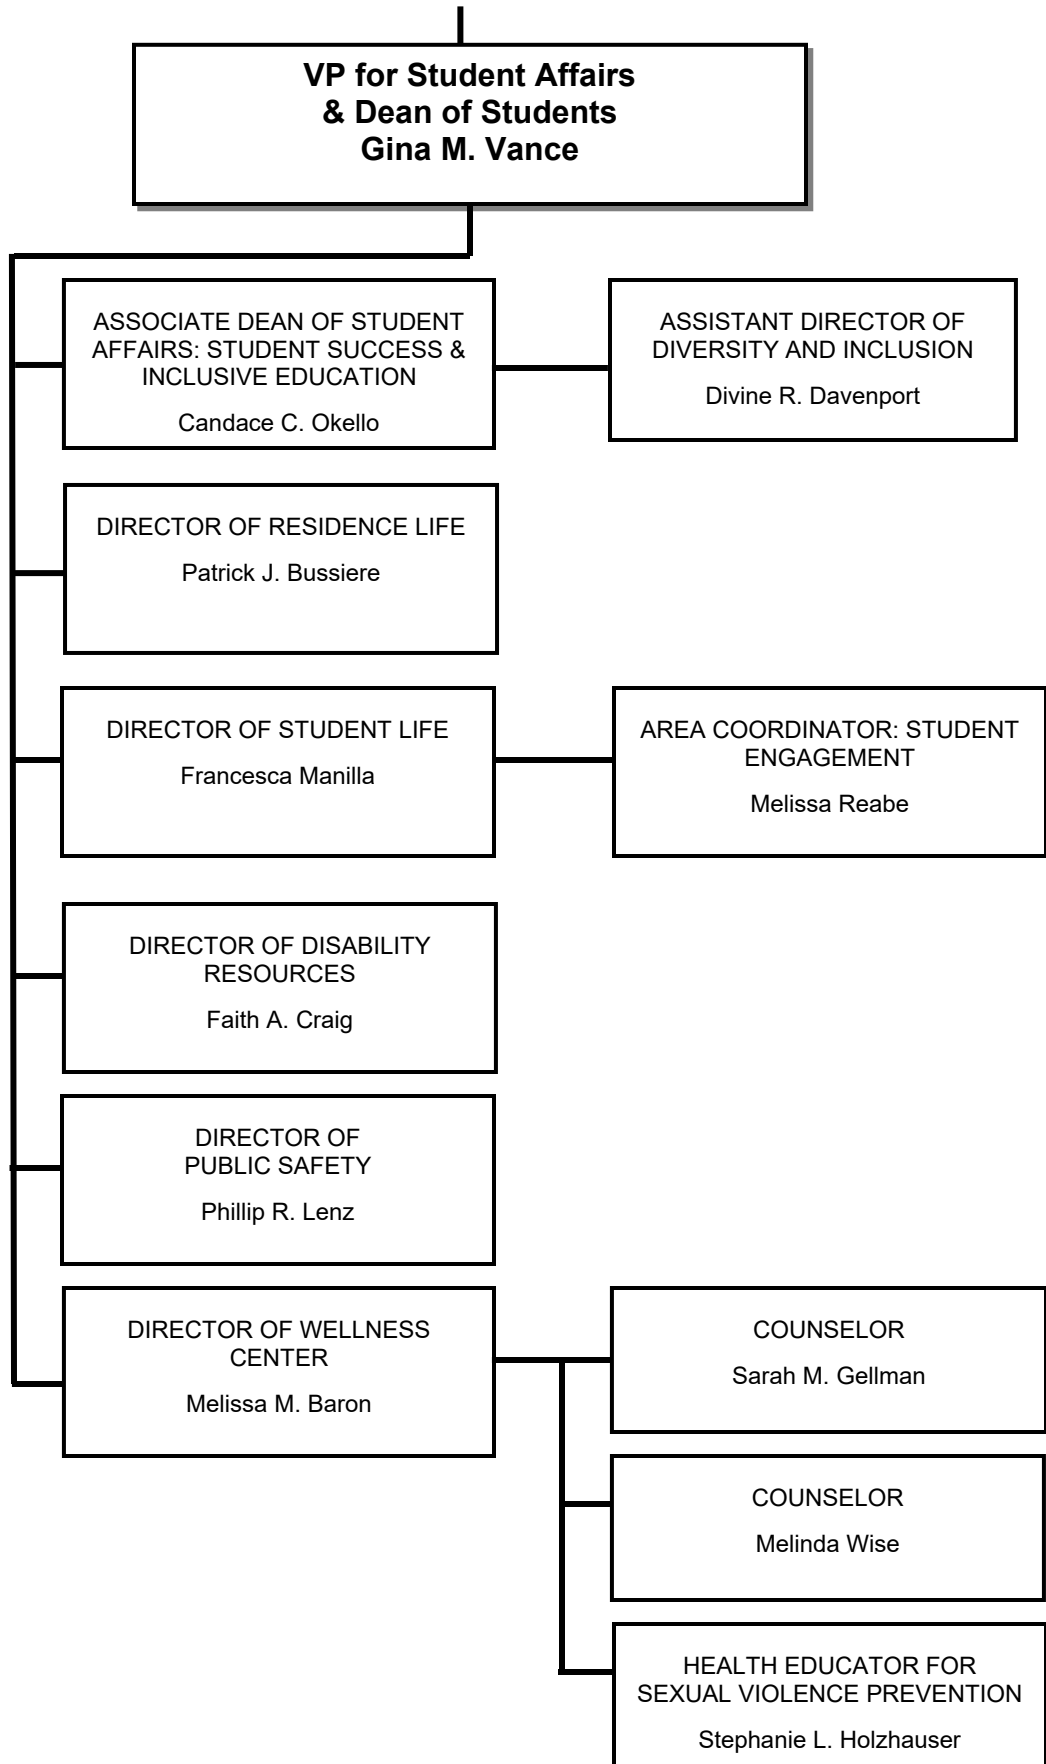 VP for Student Affairs
& Dean of Students
Gina M. Vance
ASSOCIATE DEAN OF STUDENT
AFFAIRS: STUDENT SUCCESS &
INCLUSIVE EDUCATION
Candace C. Okello
ASSISTANT DIRECTOR OF
DIVERSITY AND INCLUSION
Divine R. Davenport
DIRECTOR OF RESIDENCE LIFE
Patrick J. Bussiere
DIRECTOR OF STUDENT LIFE
Francesca Manilla
AREA COORDINATOR: STUDENT
ENGAGEMENT
Melissa Reabe
DIRECTOR OF DISABILITY
RESOURCES
Faith A. Craig
DIRECTOR OF
PUBLIC SAFETY
Phillip R. Lenz
DIRECTOR OF WELLNESS
CENTER
Melissa M. Baron
COUNSELOR
Sarah M. Gellman
COUNSELOR
Melinda Wise
HEALTH EDUCATOR FOR
SEXUAL VIOLENCE PREVENTION
Stephanie L. Holzhauser